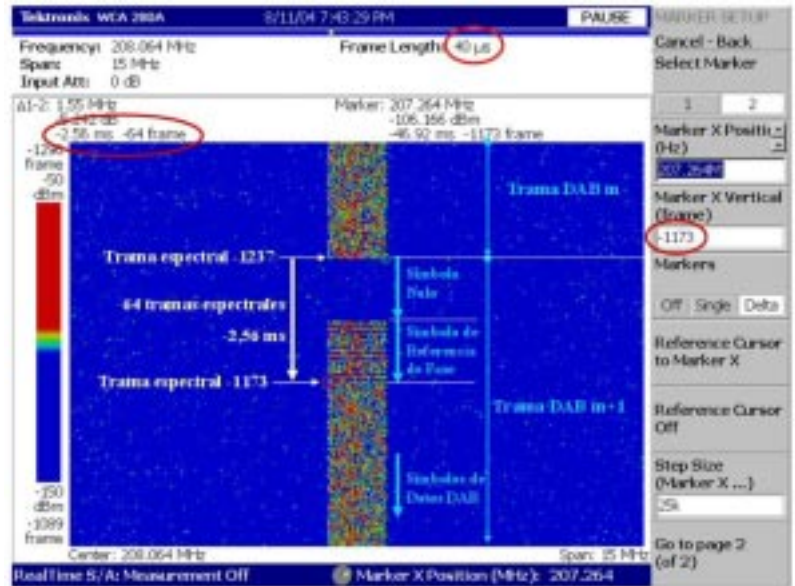 Tektronix WCA 280A
8/11/04 7:43:29 PM
PAUSE
MARKER SETUP
Frequency: 208.064 MHz
Span: 15 MHz
Input Att: 0 dB
Frame Length: 40 µs
Cancel - Back
Select Marker
1 2
Δ1-2: 1.55 MHz
-2.56 ms -64 frame
Marker: 207.264 MHz
-106.166 dBm
-46.92 ms -1173 frame
Marker X Position
(Hz)
207.264M
Marker X Vertical
(frame)
-1173
Markers
Off Single Delta
Reference Cursor
to Marker X
Reference Cursor
Off
Step Size
(Marker X ...)
25k
Go to page 2
(of 2)
frame
-50
dBm
Trama DAB m
Trama espectral -1237
Símbolo
Nulo
64 tramas espectrales
-2,56 ms
Símbolo de
Referencia
de Fase
Trama espectral -1173
Trama DAB m+1
Símbolos de
Datos DAB
-150
dBm
-1089
frame
Center: 208.064 MHz
Span: 15 MHz
RealTime S/A: Measurement Off
Marker X Position (MHz): 207.264